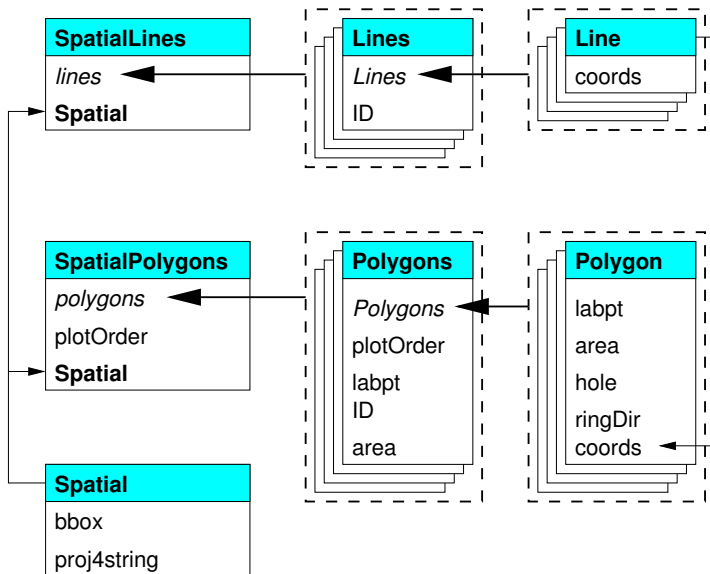 SpatialLines
lines
Spatial
Lines
Lines
ID
Line
coords
SpatialPolygons
polygons
plotOrder
Spatial
Polygons
Polygons
plotOrder
labpt
ID
area
Polygon
labpt
area
hole
ringDir
coords
Spatial
bbox
proj4string